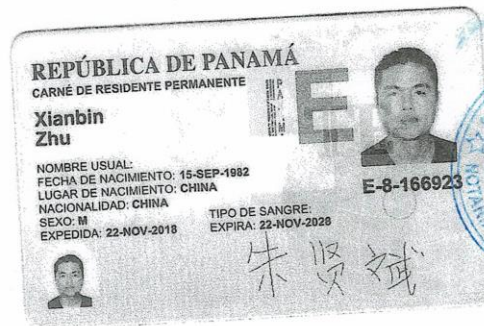 REPÚBLICA DE PANAMÁ
CARNÉ DE RESIDENTE PERMANENTE
Xianbin
Zhu
NOMBRE USUAL:
FECHA DE NACIMIENTO: 15-SEP-1982
LUGAR DE NACIMIENTO: CHINA
NACIONALIDAD: CHINA
SEXO: M
TIPO DE SANGRE:
EXPEDIDA: 22-NOV-2018
EXPIRA: 22-NOV-2028
E
E-8-166923
朱贤斌